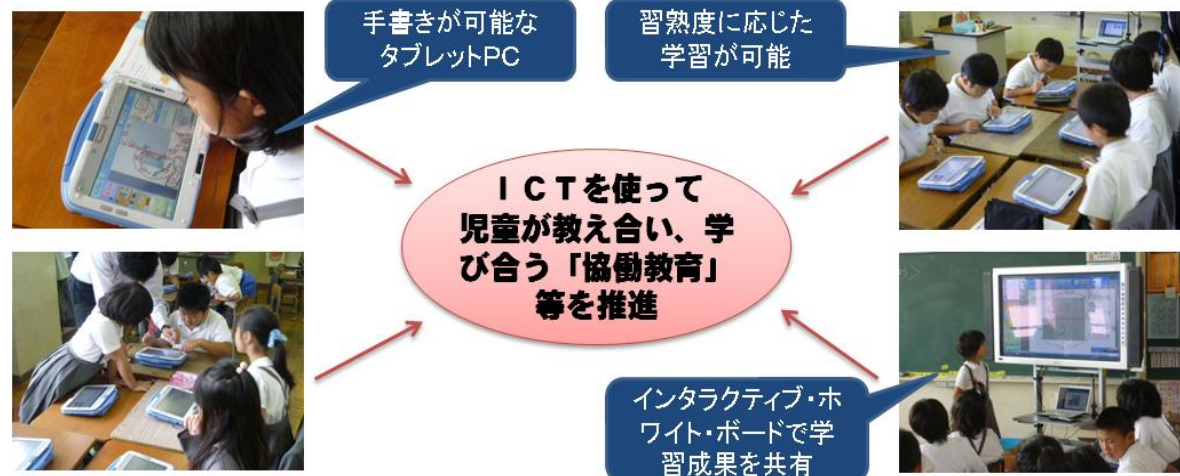 手書きが可能な
タブレットPC
習熟度に応じた
学習が可能
ＩＣＴを使って
児童が教え合い、学
び合う「協働教育」
等を推進
インタラクティブ・ホ
ワイト・ボードで学
習成果を共有